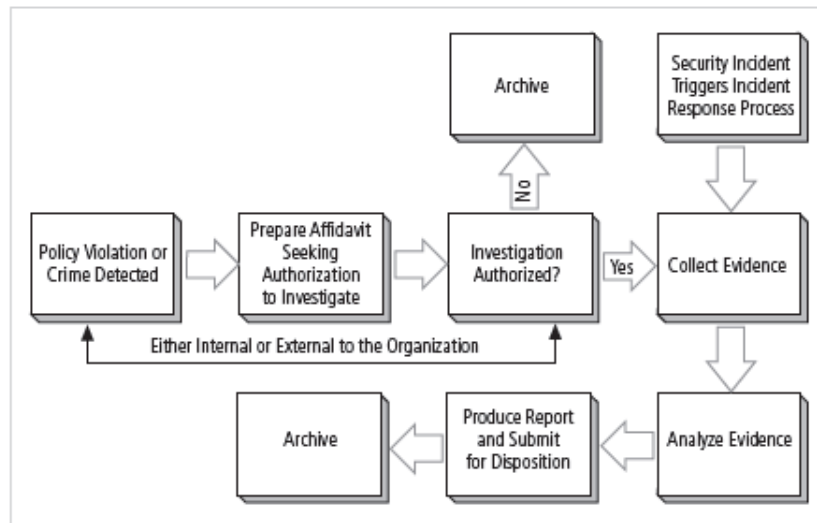 Archive
Security Incident
Triggers Incident
Response Process
No
Policy Violation or
Crime Detected
Prepare Affidavit
Seeking
Authorization
to Investigate
Investigation
Authorized?
Yes
Collect Evidence
Either Internal or External to the Organization
Archive
Produce Report
and Submit
for Disposition
Analyze Evidence